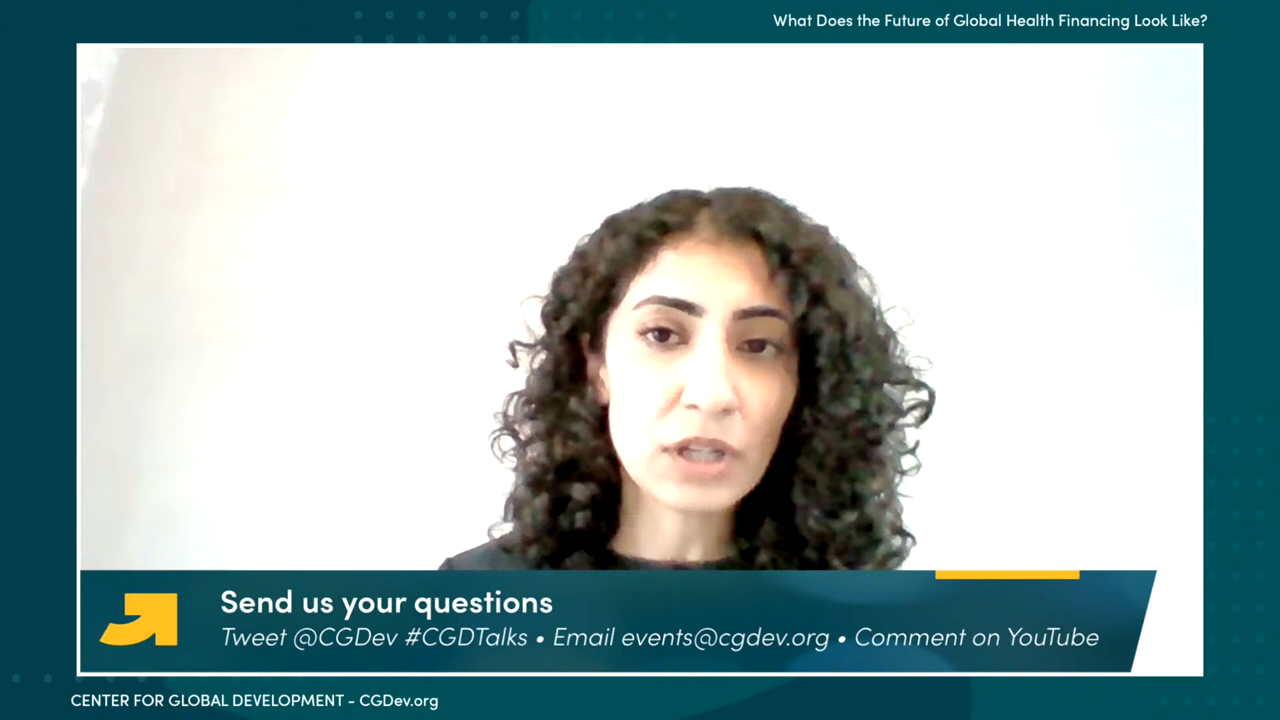 What Does the Future of Global Health Financing Look Like?
Send us your questions
Tweet @CGDev #CGDTalks • Email events@cgdev.org • Comment on YouTube
CENTER FOR GLOBAL DEVELOPMENT - CGDev.org